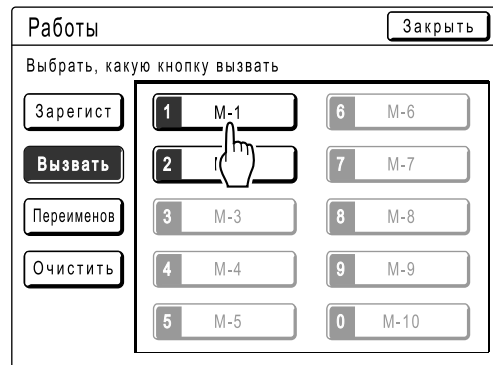 Работы
Закрыть
Выбрать, какую кнопку вызвать
Зарегист
Вызвать
Переименов
Очистить
1 M-1
2
3 M-3
4 M-4
5 M-5
6 M-6
7 M-7
8 M-8
9 M-9
0 M-10